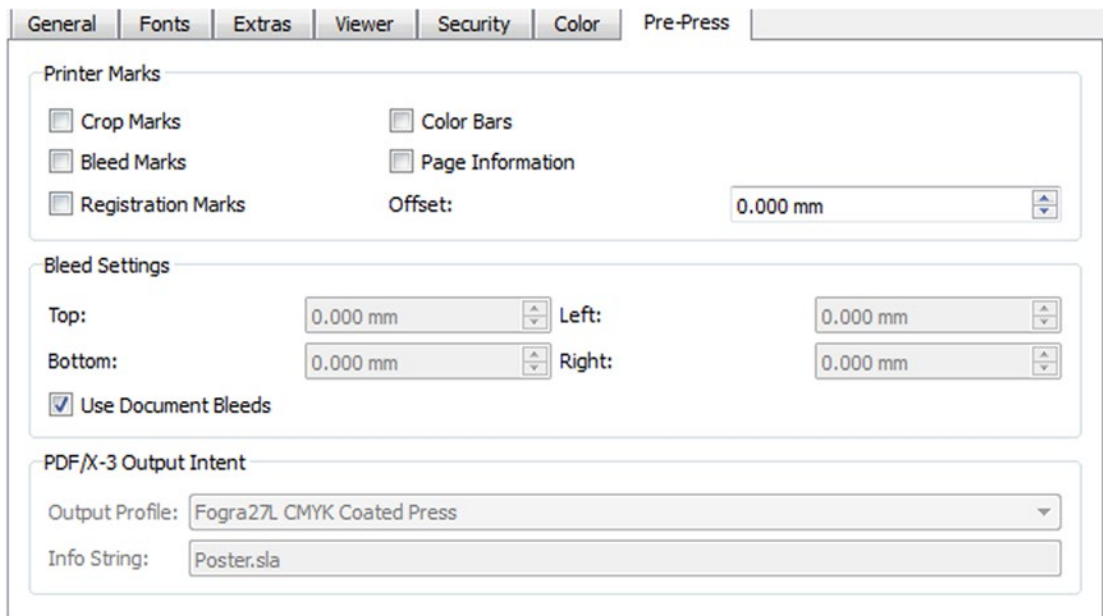 General Fonts Extras Viewer Security Color Pre-Press
Printer Marks
Crop Marks Color Bars
Bleed Marks Page Information
Registration Marks Offset: 0.000 mm
Bleed Settings
Top: 0.000 mm Left: 0.000 mm
Bottom: 0.000 mm Right: 0.000 mm
Use Document Bleeds
PDF/X-3 Output Intent
Output Profile: Fogra27L CMYK Coated Press
Info String: Poster.sla